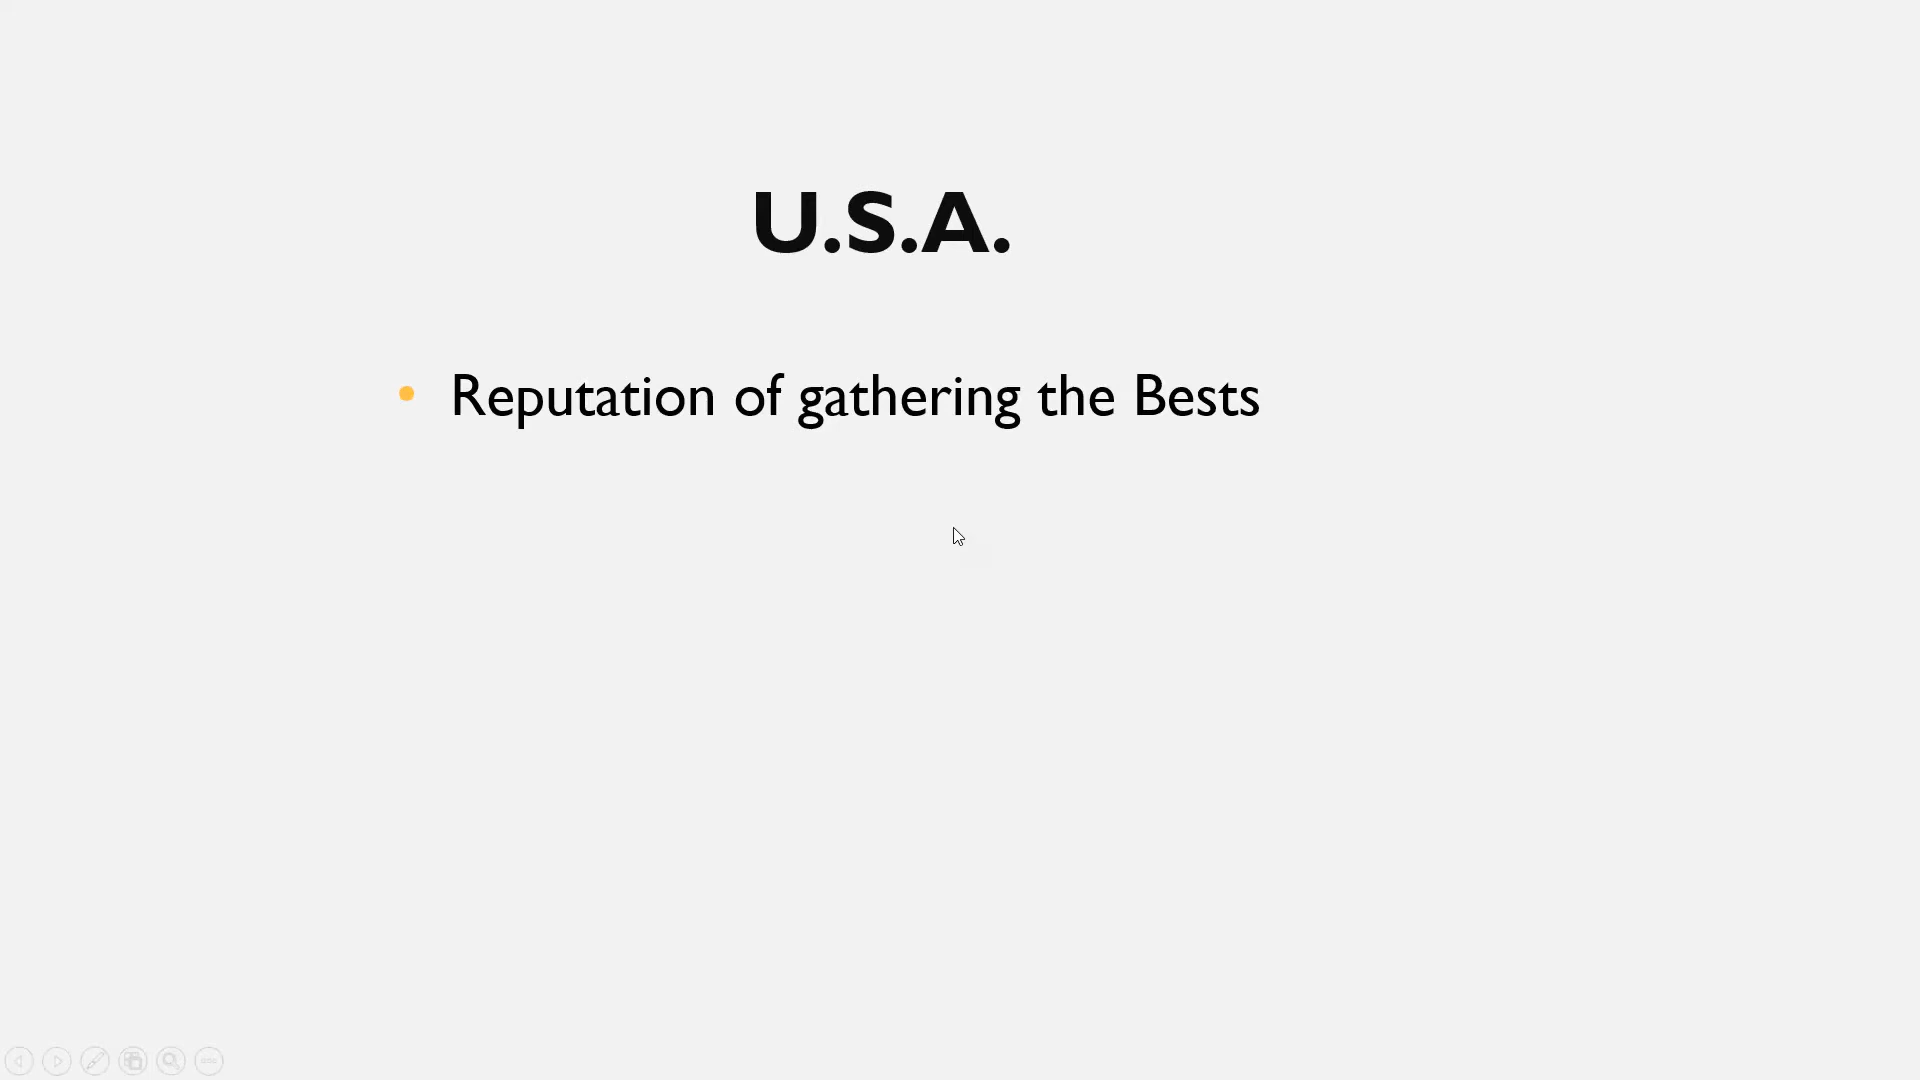 U.S.A.
• Reputation of gathering the Bests